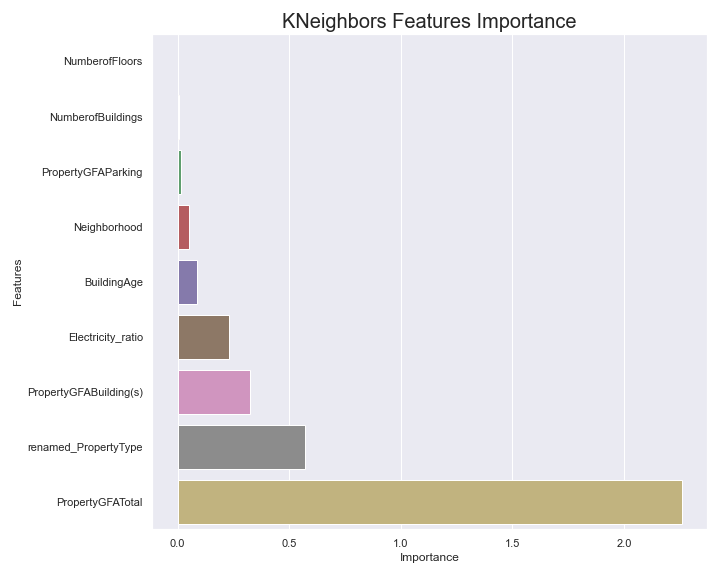 KNeighbors Features Importance
NumberofFloors
NumberofBuildings
PropertyGFAParking
Neighborhood
BuildingAge
Electricity_ratio
PropertyGFABuilding(s)
renamed_PropertyType
PropertyGFATotal
Features
0.0 0.5 1.0 1.5 2.0
Importance